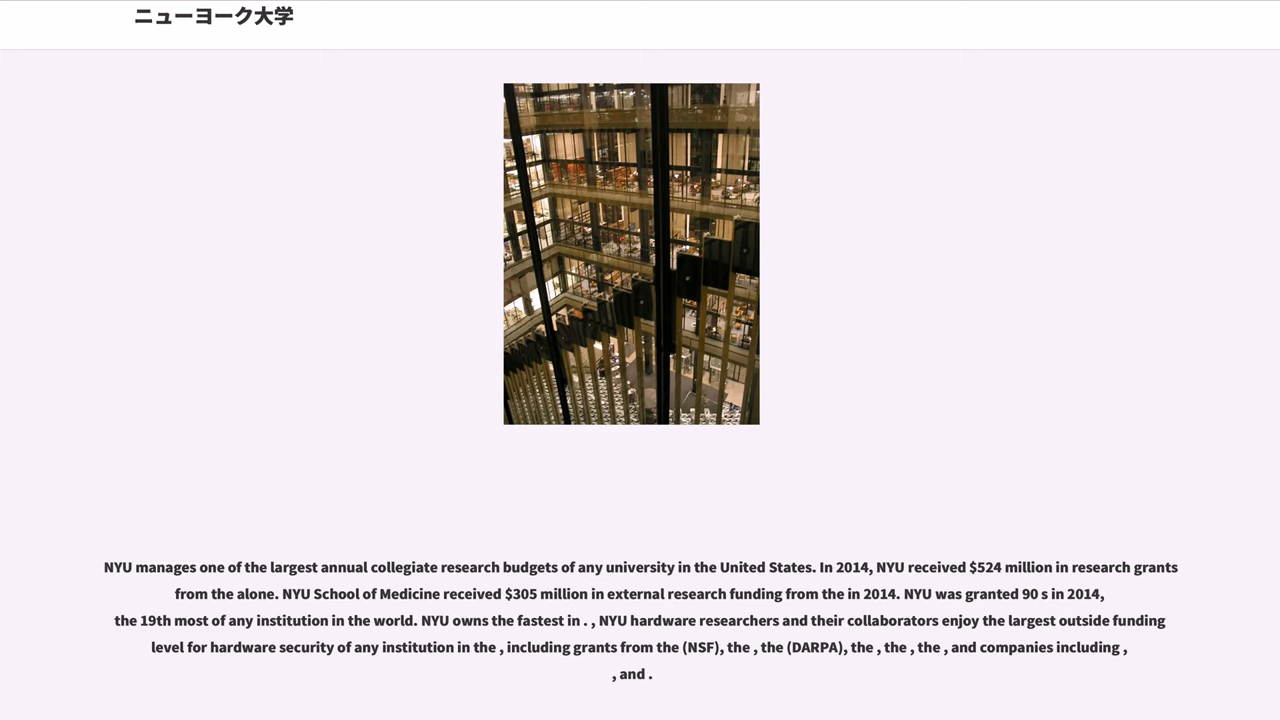 ニューヨーク大学
NYU manages one of the largest annual collegiate research budgets of any university in the United States. In 2014, NYU received $524 million in research grants
from the alone. NYU School of Medicine received $305 million in external research funding from the in 2014. NYU was granted 90 s in 2014,
the 19th most of any institution in the world. NYU owns the fastest in . , NYU hardware researchers and their collaborators enjoy the largest outside funding
level for hardware security of any institution in the , including grants from the (NSF), the , the (DARPA), the , the , the , and companies including ,
, and .